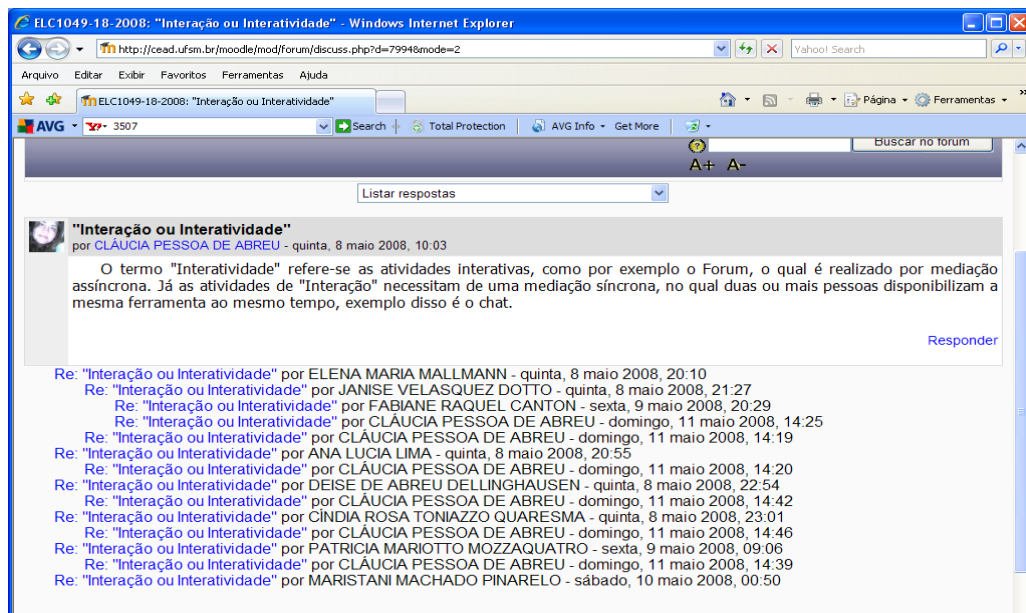 ELC1049-18-2008: "Interação ou Interatividade" - Windows Internet Explorer
http://cead.ufsm.br/moodle/mod/forum/discuss.php?d=7994&mode=2
Yahoo! Search
Arquivo Editar Exibir Favoritos Ferramentas Ajuda
ELC1049-18-2008: "Interação ou Interatividade"
Página Ferramentas
AVG Y? 3507 Search Total Protection AVG Info Get More
Buscar no forum
A+ A-
Listar respostas
"Interação ou Interatividade"
por CLÁUCIA PESSOA DE ABREU - quinta, 8 maio 2008, 10:03
O termo "Interatividade" refere-se as atividades interativas, como por exemplo o Forum, o qual é realizado por mediação
assíncrona. Já as atividades de "Interação" necessitam de uma mediação síncrona, no qual duas ou mais pessoas disponibilizam a
mesma ferramenta ao mesmo tempo, exemplo disso é o chat.
Responder
Re: "Interação ou Interatividade" por ELENA MARIA MALLMANN - quinta, 8 maio 2008, 20:10
Re: "Interação ou Interatividade" por JANISE VELASQUEZ DOTTO - quinta, 8 maio 2008, 21:27
Re: "Interação ou Interatividade" por FABIANE RAQUEL CANTON - sexta, 9 maio 2008, 20:29
Re: "Interação ou Interatividade" por CLÁUCIA PESSOA DE ABREU - domingo, 11 maio 2008, 14:25
Re: "Interação ou Interatividade" por CLÁUCIA PESSOA DE ABREU - domingo, 11 maio 2008, 14:19
Re: "Interação ou Interatividade" por ANA LUCIA LIMA - quinta, 8 maio 2008, 20:55
Re: "Interação ou Interatividade" por CLÁUCIA PESSOA DE ABREU - domingo, 11 maio 2008, 14:20
Re: "Interação ou Interatividade" por DEISE DE ABREU DELLINGHAUSEN - quinta, 8 maio 2008, 22:54
Re: "Interação ou Interatividade" por CLÁUCIA PESSOA DE ABREU - domingo, 11 maio 2008, 14:42
Re: "Interação ou Interatividade" por CÍNDIA ROSA TONIAZZO QUARESMA - quinta, 8 maio 2008, 23:01
Re: "Interação ou Interatividade" por CLÁUCIA PESSOA DE ABREU - domingo, 11 maio 2008, 14:46
Re: "Interação ou Interatividade" por PATRICIA MARIOTTO MOZZAQUATRO - sexta, 9 maio 2008, 09:06
Re: "Interação ou Interatividade" por CLÁUCIA PESSOA DE ABREU - domingo, 11 maio 2008, 14:39
Re: "Interação ou Interatividade" por MARISTANI MACHADO PINARELO - sábado, 10 maio 2008, 00:50